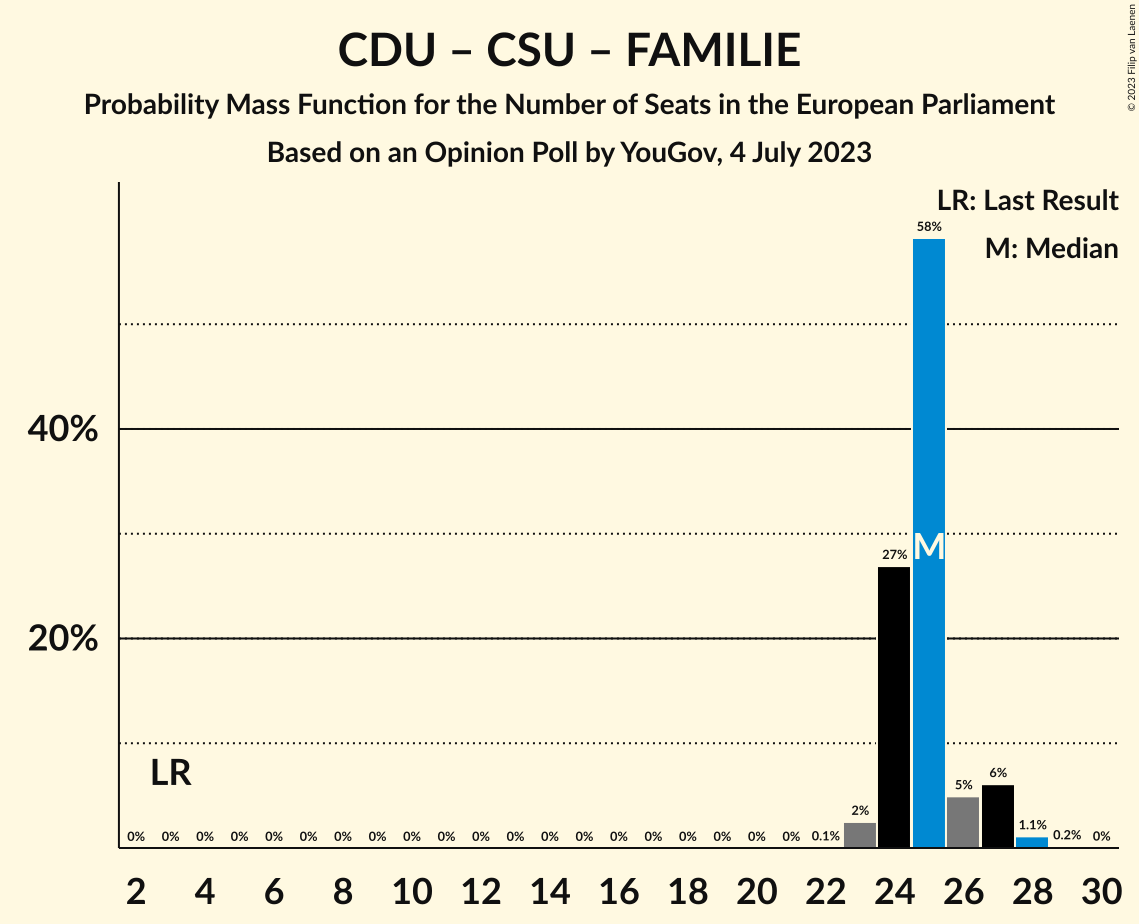 CDU – CSU – FAMILIE
Probability Mass Function for the Number of Seats in the European Parliament
Based on an Opinion Poll by YouGov, 4 July 2023
© 2023 Filip van Laenen
LR: Last Result
M: Median
58%
40%
M
27%
20%
LR
0% 0% 0% 0% 0% 0% 0% 0% 0% 0% 0% 0% 0% 0% 0% 0% 0% 0% 0% 0% 0.1% 2% 5% 6% 1.1% 0.2% 0%
2 4 6 8 10 12 14 16 18 20 22 24 26 28 30